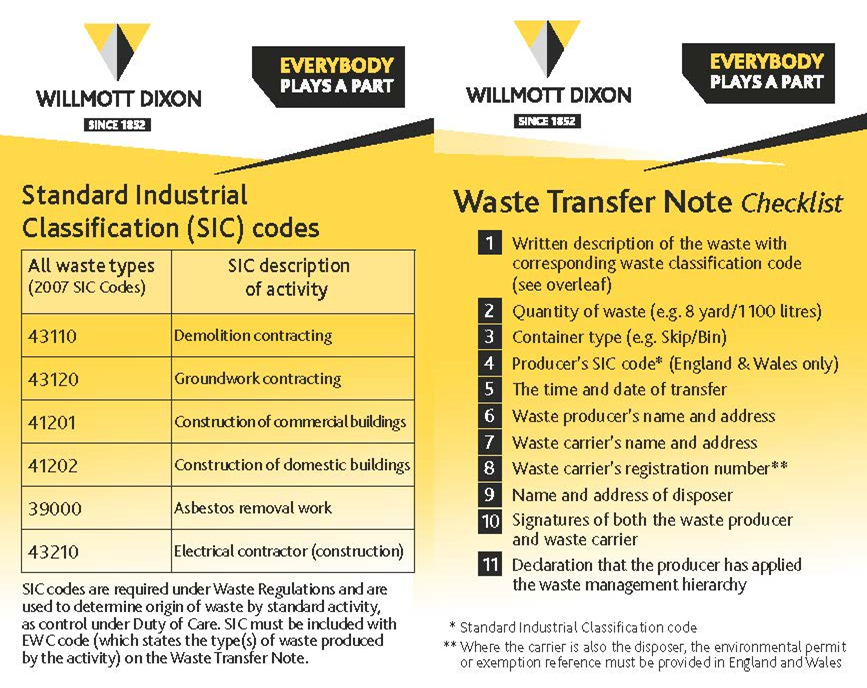 WILLMOTT DIXON
SINCE 1852
EVERYBODY
PLAYS A PART
Standard Industrial
Classification (SIC) codes
All waste types
(2007 SIC Codes)
SIC description
of activity
43110
Demolition contracting
43120
Groundwork contracting
41201
Construction of commercial buildings
41202
Construction of domestic buildings
39000
Asbestos removal work
43210
Electrical contractor (construction)
SIC codes are required under Waste Regulations and are
used to determine origin of waste by standard activity,
as control under Duty of Care. SIC must be included with
EWC code (which states the type(s) of waste produced
by the activity) on the Waste Transfer Note.
WILLMOTT DIXON
SINCE 1852
EVERYBODY
PLAYS A PART
Waste Transfer Note Checklist
1 Written description of the waste with
corresponding waste classification code
(see overleaf)
2 Quantity of waste (e.g. 8 yard/1100 litres)
3 Container type (e.g. Skip/Bin)
4 Producer's SIC code* (England & Wales only)
5 The time and date of transfer
6 Waste producer's name and address
7 Waste carrier's name and address
8 Waste carrier's registration number**
9 Name and address of disposer
10 Signatures of both the waste producer
and waste carrier
11 Declaration that the producer has applied
the waste management hierarchy
* Standard Industrial Classification code
** Where the carrier is also the disposer, the environmental permit
or exemption reference must be provided in England and Wales